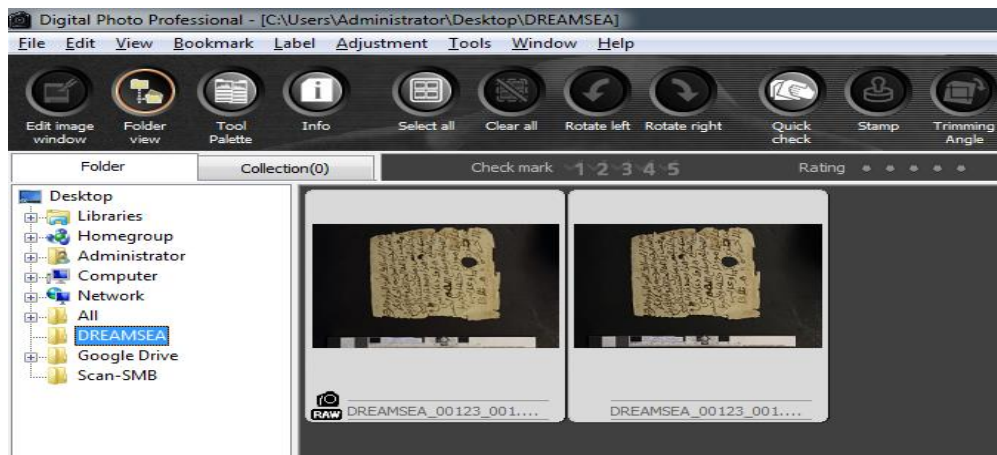 Digital Photo Professional - [C:\Users\Administrator\Desktop\DREAMSEA]
File Edit View Bookmark Label Adjustment Tools Window Help
Edit image window
Folder view
Tool Palette
Info
Select all
Clear all
Rotate left
Rotate right
Quick check
Stamp
Trimming Angle
Folder
Collection(0)
Check mark 1 2 3 4 5
Rating
Desktop
Libraries
Homegroup
Administrator
Computer
Network
All
DREAMSEA
Google Drive
Scan-SMB
RAW
DREAMSEA_00123_001....
DREAMSEA_00123_001....